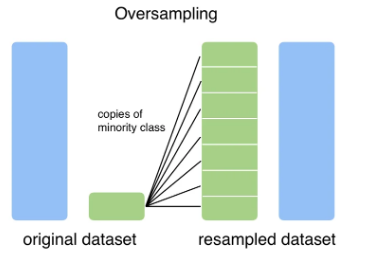 Oversampling
copies of
minority class
original dataset
resampled dataset